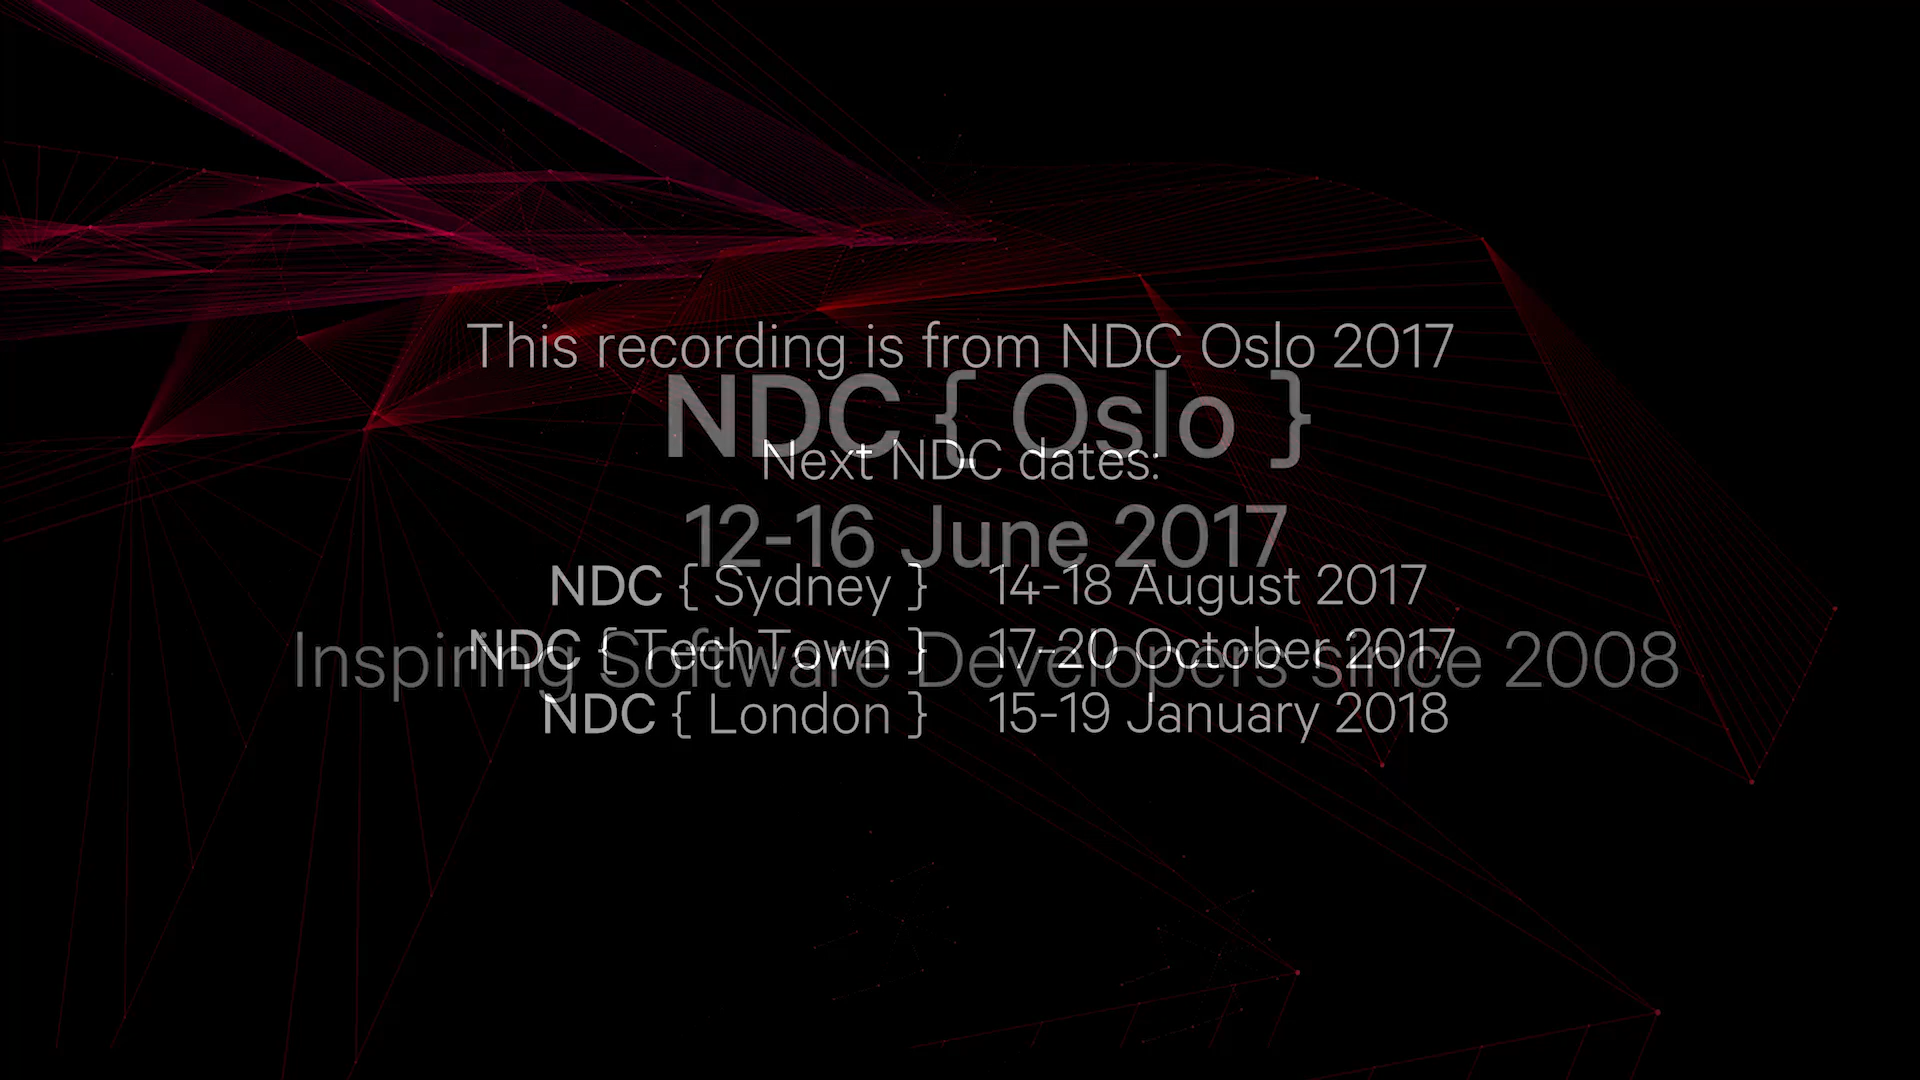 This recording is from NDC Oslo 2017
NDC { Oslo }
Next NDC dates:
12-16 June 2017
NDC { Sydney } 14-18 August 2017
NDC { TechTown } 17-20 October 2017
Inspiring Software Developers since 2008
NDC { London } 15-19 January 2018